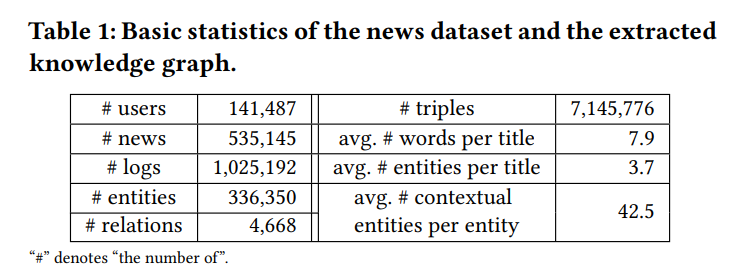 Table 1: Basic statistics of the news dataset and the extracted
knowledge graph.
# users 141,487 # triples 7,145,776
# news 535,145 avg. # words per title 7.9
# logs 1,025,192 avg. # entities per title 3.7
# entities 336,350 avg. # contextual
# relations 4,668 entities per entity 42.5
"#" denotes "the number of".